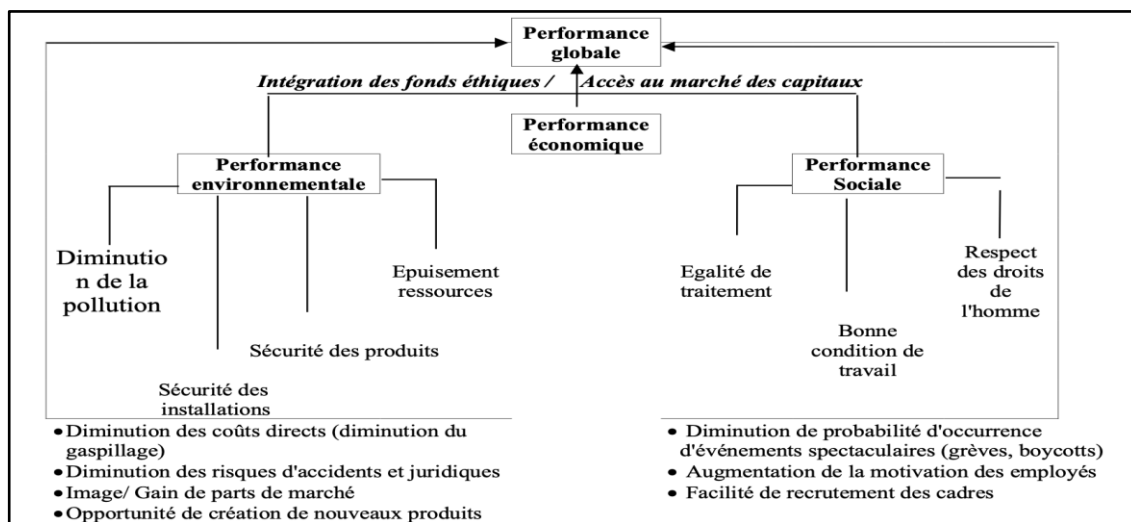 Performance
globale
Intégration des fonds éthiques / Accès au marché des capitaux
Performance
économique
Performance
environnementale
Performance
Sociale
Diminutio
n de la
pollution
Epuisement
ressources
Sécurité des produits
Sécurité des
installations
Egalité de
traitement
Bonne
condition de
travail
Respect
des droits
de
l'homme
•Diminution des coûts directs (diminution du
gaspillage)
•Diminution des risques d'accidents et juridiques
•Image/ Gain de parts de marché
•Opportunité de création de nouveaux produits
• Diminution de probabilité d'occurrence
d'événements spectaculaires (grèves, boycotts)
• Augmentation de la motivation des employés
• Facilité de recrutement des cadres